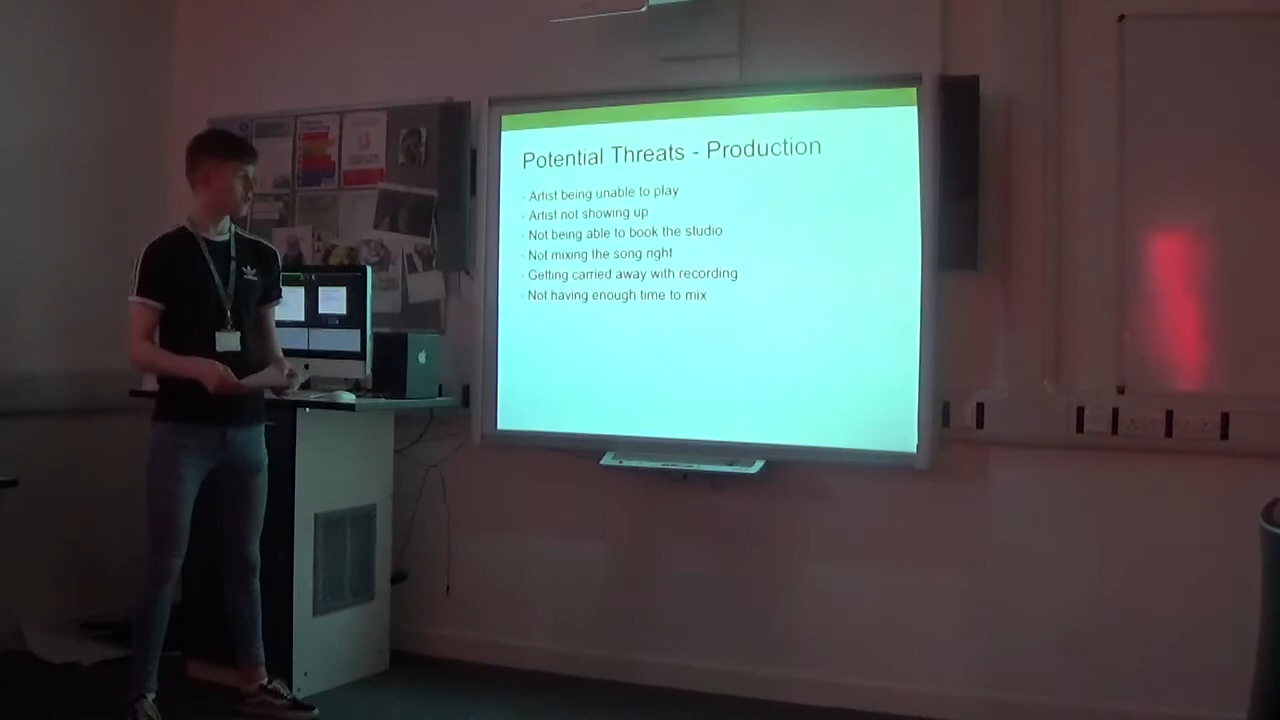 Potential Threats - Production
· Artist being unable to play
· Artist not showing up
· Not being able to book the studio
· Not mixing the song right
· Getting carried away with recording
· Not having enough time to mix